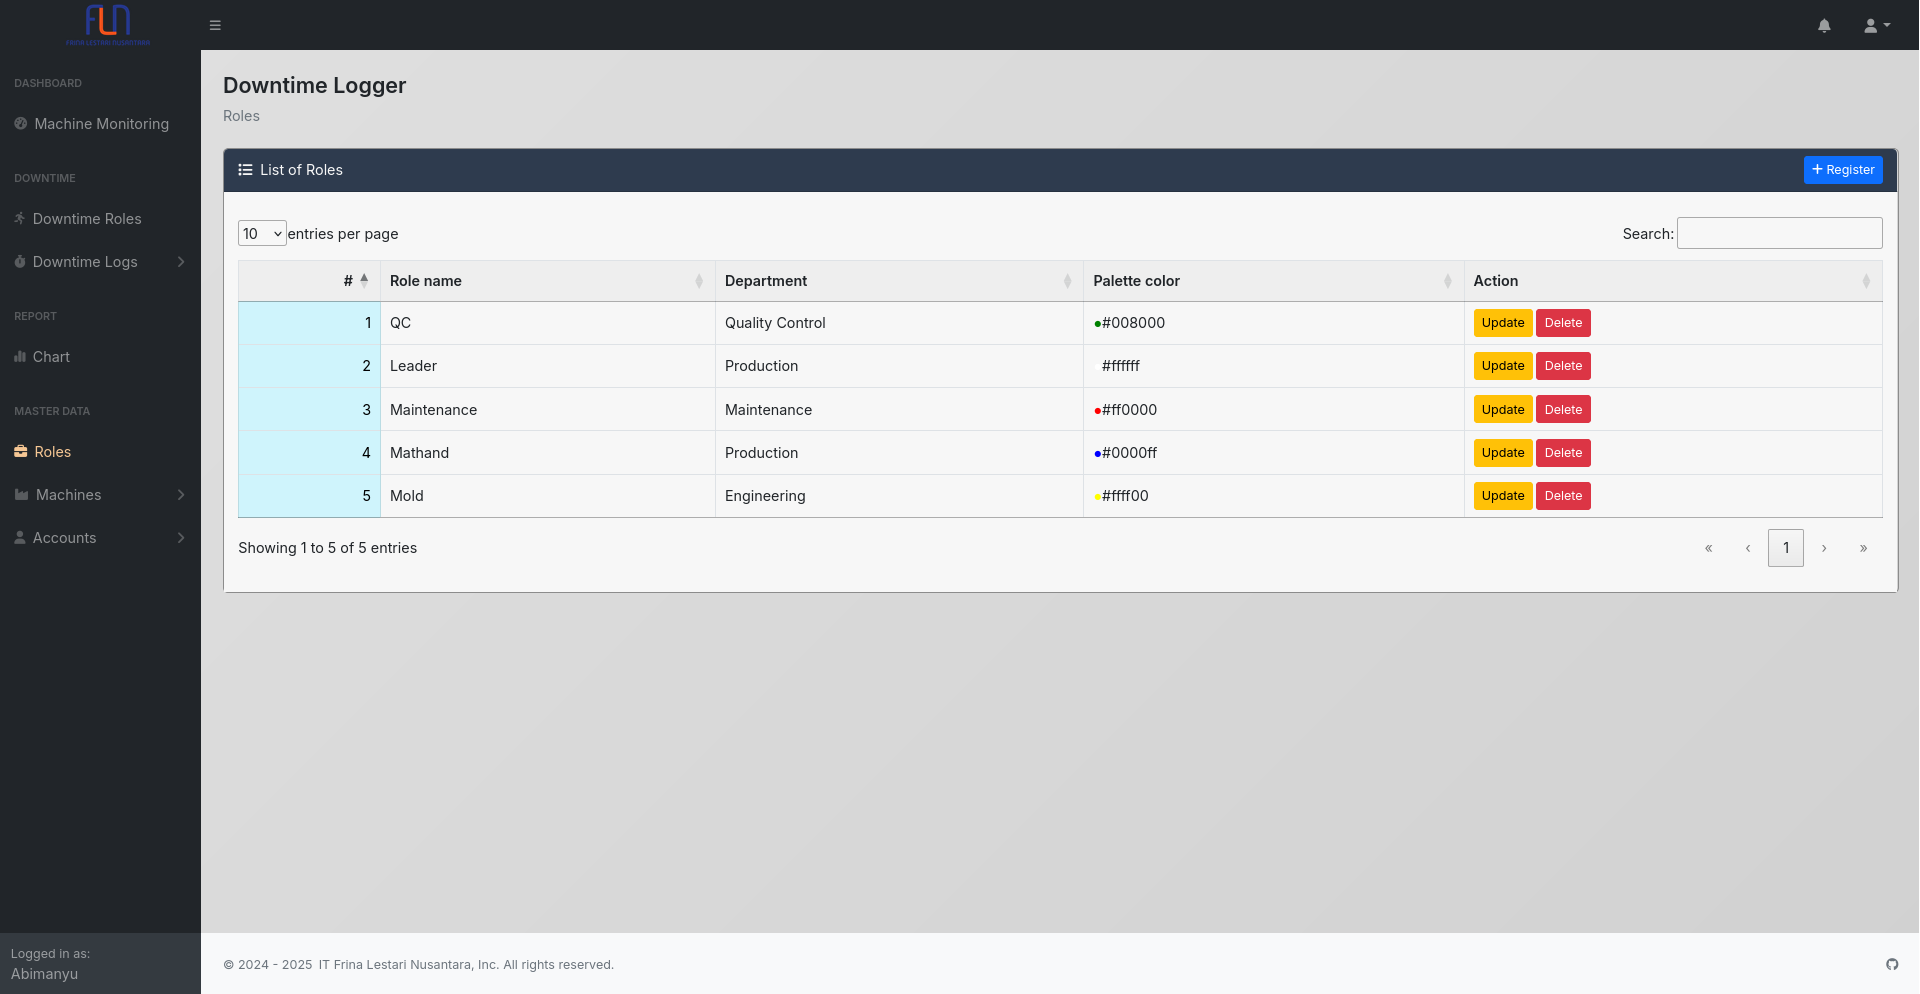 FLN
FRINA LESTARI NUSANTARA
DASHBOARD
Machine Monitoring
DOWNTIME
Downtime Roles
Downtime Logs
REPORT
Chart
MASTER DATA
Roles
Machines
Accounts
Logged in as:
Abimanyu
Downtime Logger
Roles
List of Roles
Register
10 entries per page
Search:
# Role name Department Palette color Action
1 QC Quality Control ●#008000 Update Delete
2 Leader Production #ffffff Update Delete
3 Maintenance Maintenance ●#ff0000 Update Delete
4 Mathand Production ●#0000ff Update Delete
5 Mold Engineering ●#ffff00 Update Delete
Showing 1 to 5 of 5 entries
« ‹ 1 › »
© 2024 - 2025 IT Frina Lestari Nusantara, Inc. All rights reserved.